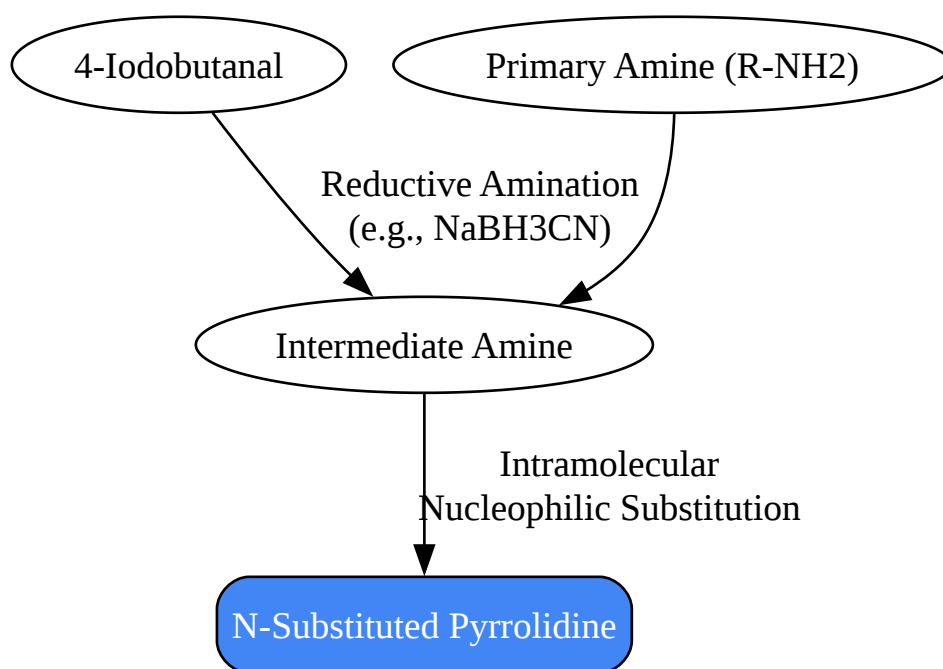 4-Iodobutanal
Primary Amine (R-NH2)
Reductive Amination
(e.g., NaBH3CN)
Intermediate Amine
Intramolecular
Nucleophilic Substitution
N-Substituted Pyrrolidine